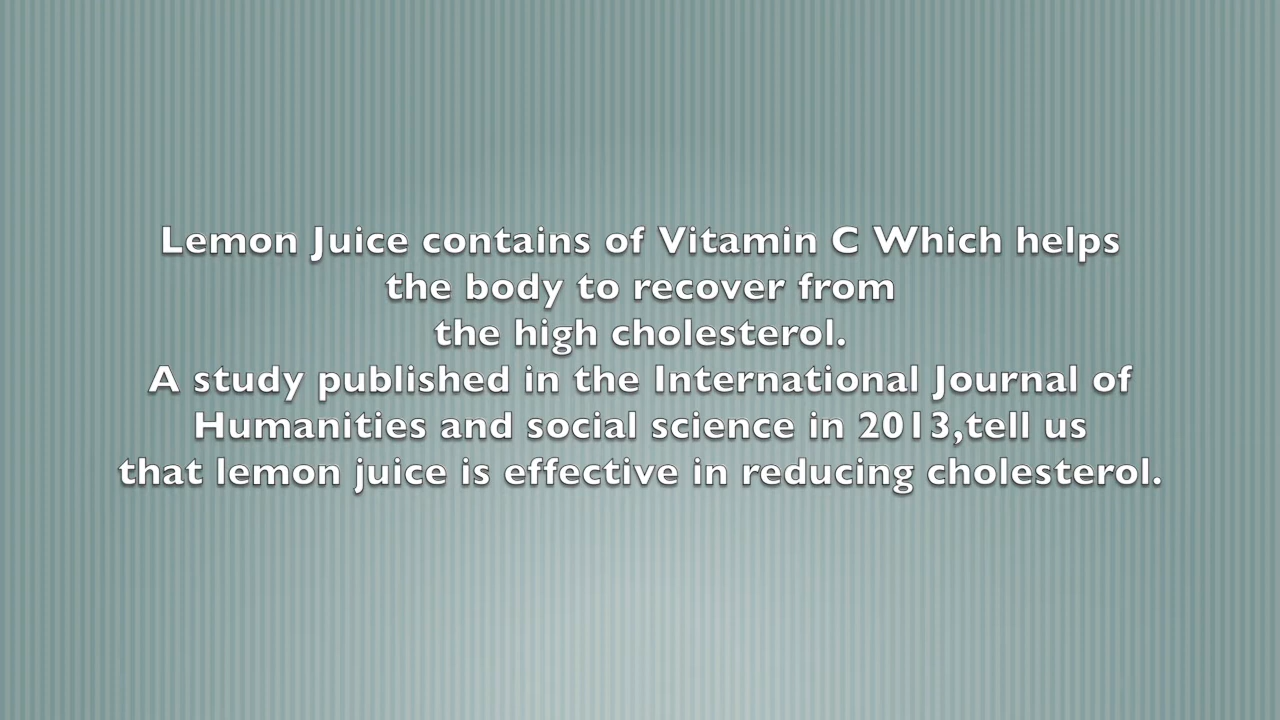 Lemon Juice contains of Vitamin C Which helps
the body to recover from
the high cholesterol.
A study published in the International Journal of
Humanities and social science in 2013,tell us
that lemon juice is effective in reducing cholesterol.